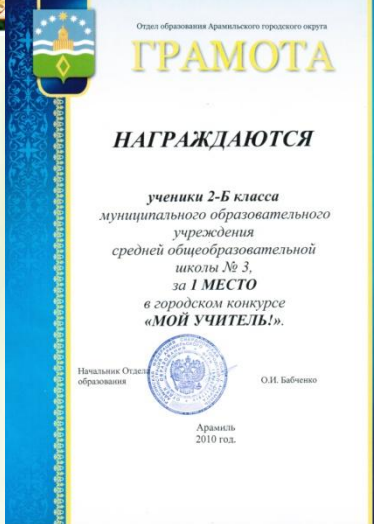 Отдел образования Арамильского городского округа
ГРАМОТА
НАГРАЖДАЮТСЯ
ученики 2-Б класса
муниципального образовательного
учреждения
средней общеобразовательной
школы № 3,
за 1 МЕСТО
в городском конкурсе
«МОЙ УЧИТЕЛЬ!».
Начальник Отдела
образования
О.И. Бабченко
Арамиль
2010 год.